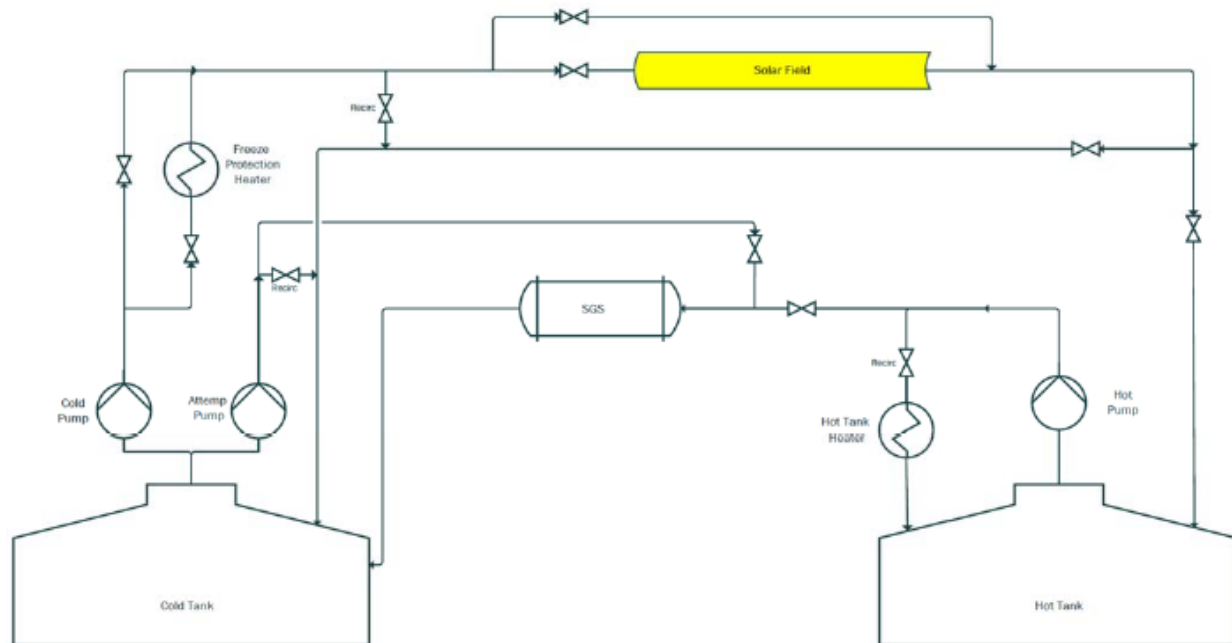 Solar Field
Recirc
Freeze
Protection
Heater
Recirc
SGS
Recirc
Cold
Pump
Attemp
Pump
Hot Tank
Heater
Hot
Pump
Cold Tank
Hot Tank